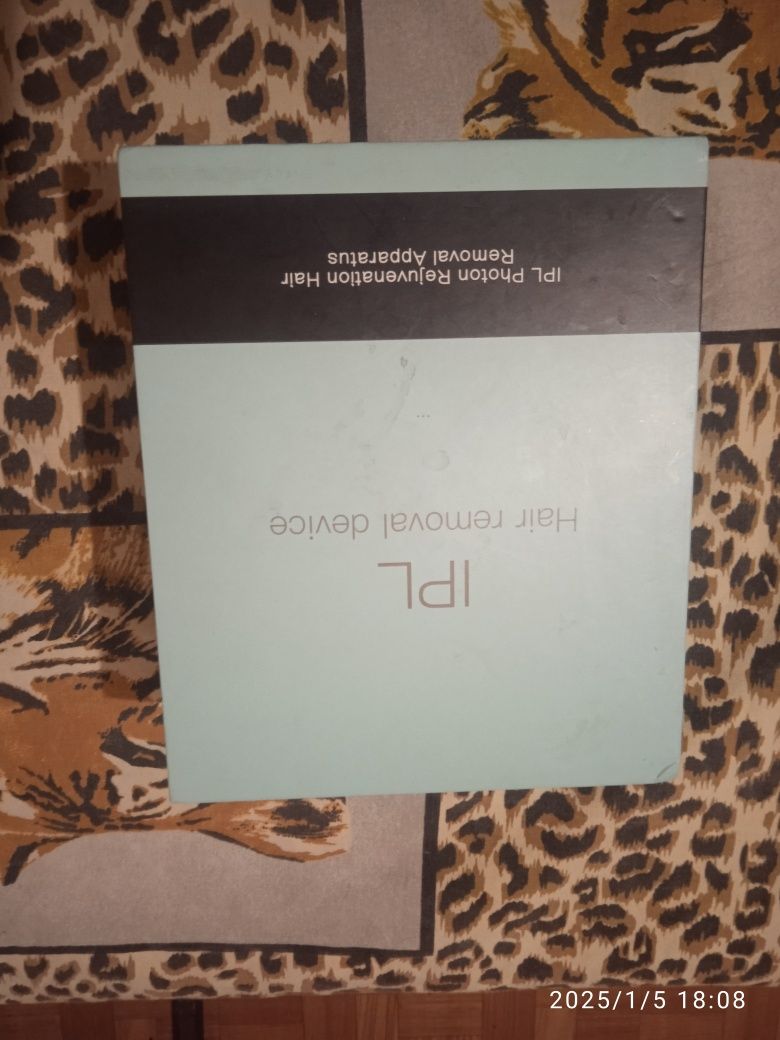 IPL
Hair removal device
...
IPL Photon Rejuvenation Hair
Removal Apparatus
2025/1/5 18:08